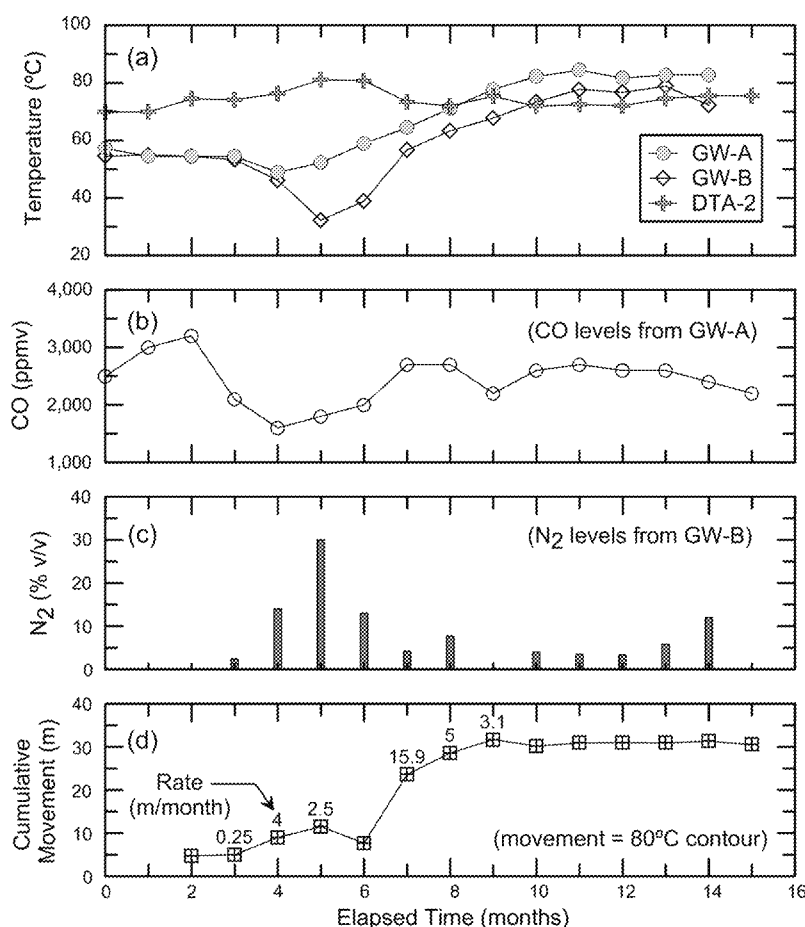 100
(a)
80
60
40
20
Temperature (ºC)
GW-A
GW-B
DTA-2
4,000
(b)
(CO levels from GW-A)
3,000
2,000
1,000
CO (ppmv)
40
(c)
(N2 levels from GW-B)
30
20
10
0
N2 (% v/v)
40
(d)
30
20
10
0
Cumulative
Movement (m)
Rate
(m/month)
0.25
4
2.5
15.9
5
3.1
(movement = 80ºC contour)
0 2 4 6 8 10 12 14 16
Elapsed Time (months)